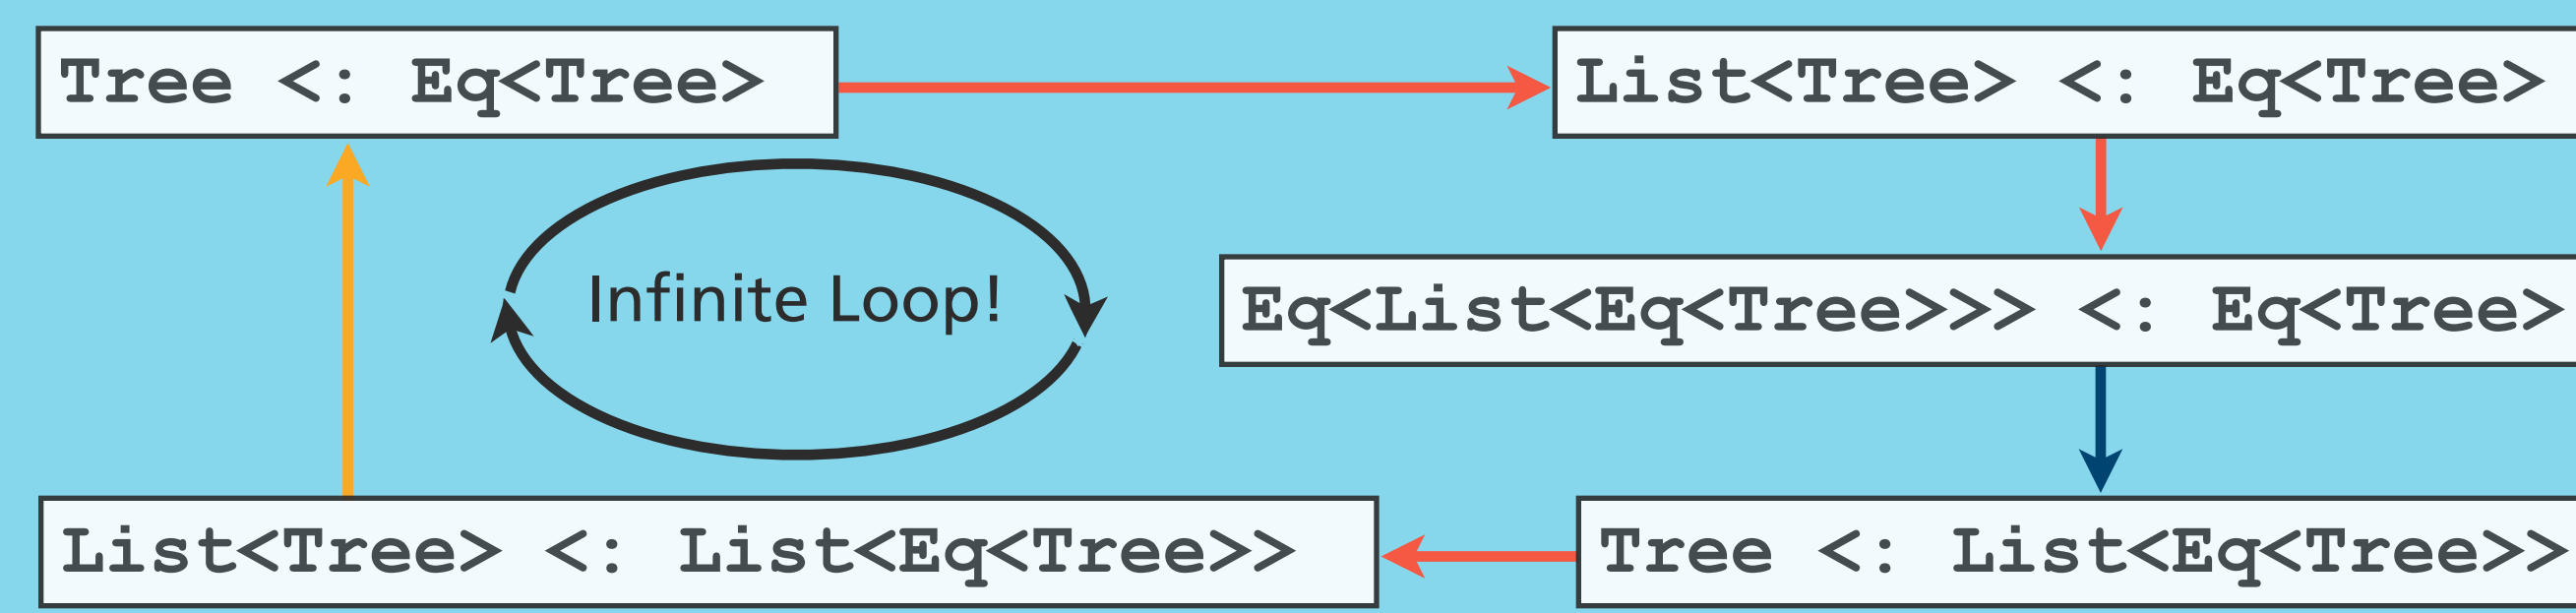 Tree <: Eq<Tree>
List<Tree> <: Eq<Tree>
Infinite Loop!
Eq<List<Eq<Tree>>> <: Eq<Tree>
List<Tree> <: List<Eq<Tree>>
Tree <: List<Eq<Tree>>